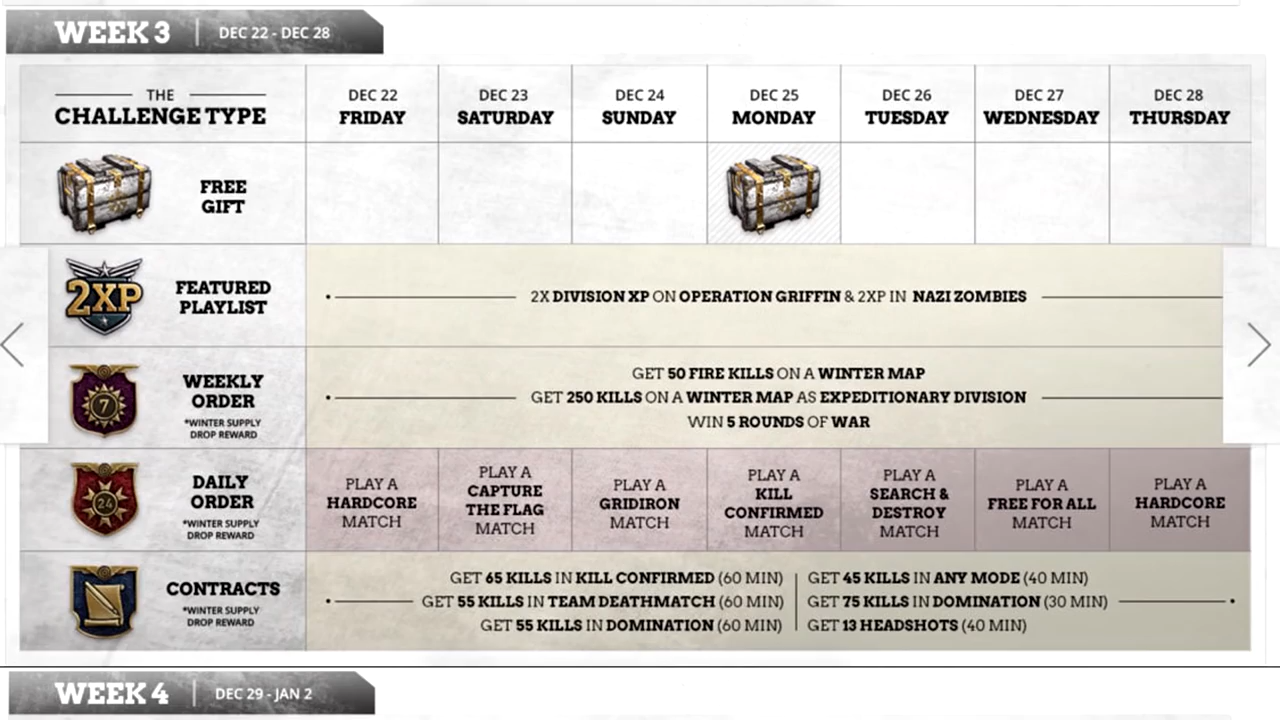 WEEK 3 | DEC 22 - DEC 28
THE
CHALLENGE TYPE
DEC 22
FRIDAY
DEC 23
SATURDAY
DEC 24
SUNDAY
DEC 25
MONDAY
DEC 26
TUESDAY
DEC 27
WEDNESDAY
DEC 28
THURSDAY
FREE
GIFT
2XP
FEATURED
PLAYLIST
2X DIVISION XP ON OPERATION GRIFFIN & 2XP IN NAZI ZOMBIES
7
WEEKLY
ORDER
*WINTER SUPPLY
DROP REWARD
GET 50 FIRE KILLS ON A WINTER MAP
GET 250 KILLS ON A WINTER MAP AS EXPEDITIONARY DIVISION
WIN 5 ROUNDS OF WAR
24
DAILY
ORDER
*WINTER SUPPLY
DROP REWARD
PLAY A
HARDCORE
MATCH
PLAY A
CAPTURE
THE FLAG
MATCH
PLAY A
GRIDIRON
MATCH
PLAY A
KILL
CONFIRMED
MATCH
PLAY A
SEARCH &
DESTROY
MATCH
PLAY A
FREE FOR ALL
MATCH
PLAY A
HARDCORE
MATCH
CONTRACTS
*WINTER SUPPLY
DROP REWARD
GET 65 KILLS IN KILL CONFIRMED (60 MIN)
GET 55 KILLS IN TEAM DEATHMATCH (60 MIN)
GET 55 KILLS IN DOMINATION (60 MIN)
GET 45 KILLS IN ANY MODE (40 MIN)
GET 75 KILLS IN DOMINATION (30 MIN)
GET 13 HEADSHOTS (40 MIN)
WEEK 4 | DEC 29 - JAN 2